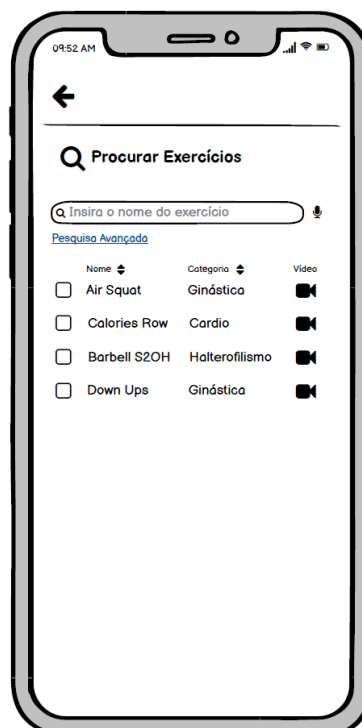 09:52 AM
Procurar Exercícios
Insira o nome do exercício
Pesquisa Avançada
Nome Categoria Vídeo
Air Squat Ginástica
Calories Row Cardio
Barbell S2OH Halterofilismo
Down Ups Ginástica